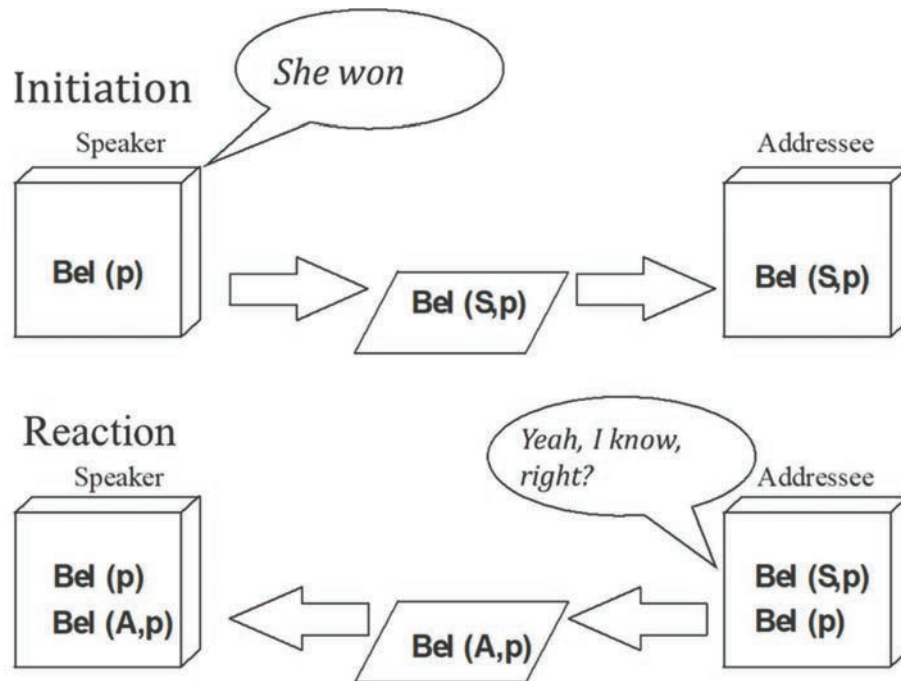 She won
Initiation
Speaker
Addressee
Bel (p)
Bel (S,p)
Bel (S,p)
Reaction
Yeah, I know,
right?
Speaker
Addressee
Bel (p)
Bel (A,p)
Bel (A,p)
Bel (S,p)
Bel (p)